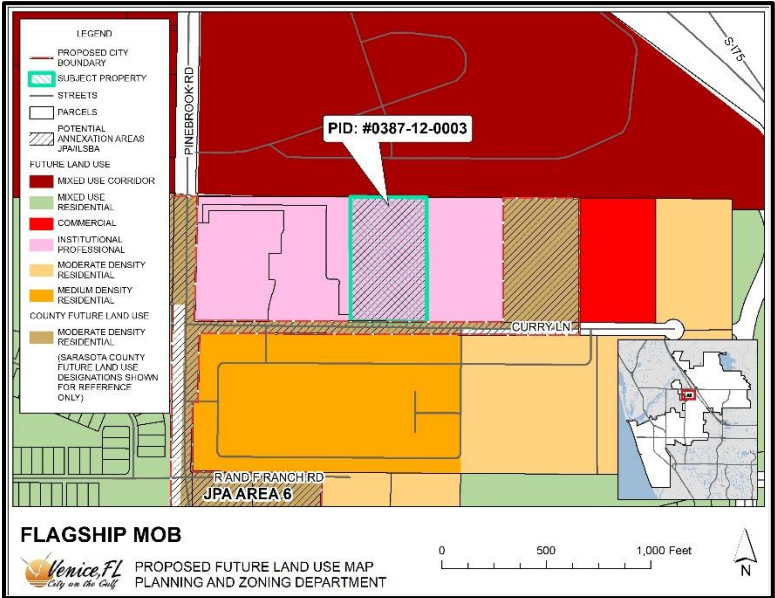 LEGEND
PROPOSED CITY
BOUNDARY
SUBJECT PROPERTY
STREETS
PARCELS
POTENTIAL
ANNEXATION AREAS
JPA/ILSBA
FUTURE LAND USE
MIXED USE CORRIDOR
MIXED USE
RESIDENTIAL
COMMERCIAL
INSTITUTIONAL
PROFESSIONAL
MODERATE DENSITY
RESIDENTIAL
MEDIUM DENSITY
RESIDENTIAL
COUNTY FUTURE LAND USE
MODERATE DENSITY
RESIDENTIAL
(SARASOTA COUNTY
FUTURE LAND USE
DESIGNATIONS SHOWN
FOR REFERENCE
ONLY)
PINEBROOK RD
S I75
PID: #0387-12-0003
CURRY LN
R AND F RANCH RD
JPA AREA 6
FLAGSHIP MOB
Venice, FL
City on the Gulf
PROPOSED FUTURE LAND USE MAP
PLANNING AND ZONING DEPARTMENT
0 500 1,000 Feet
N